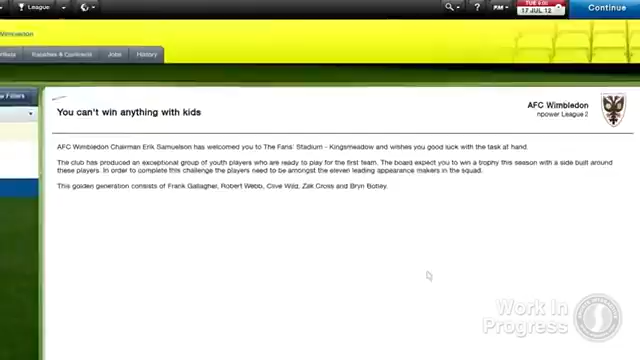 League
FM
TUE 6:00
17 JUL 12
Continue
Wimbledon
Transfers & Contracts
Jobs
History
Filters
You can't win anything with kids
AFC Wimbledon
npower League 2
AFC Wimbledon Chairman Erik Samuelson has welcomed you to The Fans' Stadium - Kingsmeadow and wishes you good luck with the task at hand.
The club has produced an exceptional group of youth players who are ready to play for the first team. The board expect you to win a trophy this season with a side built around
these players. In order to complete this challenge the players need to be amongst the eleven leading appearance makers in the squad.
This golden generation consists of Frank Gallagher, Robert Webb, Clive Wild, Zak Cross and Bryn Botley.
Work In
Progress